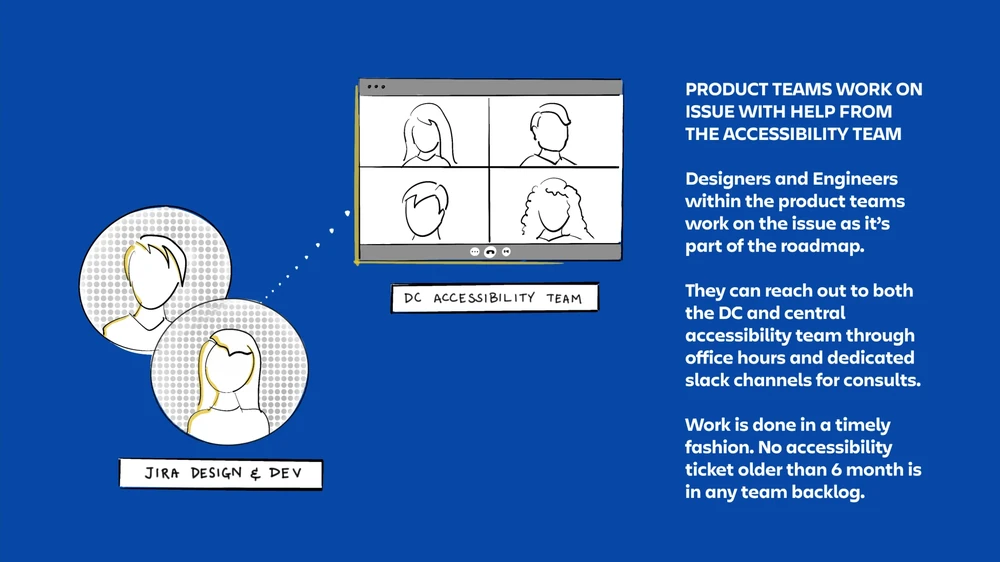 PRODUCT TEAMS WORK ON
ISSUE WITH HELP FROM
THE ACCESSIBILITY TEAM
Designers and Engineers
within the product teams
work on the issue as it's
part of the roadmap.
They can reach out to both
the DC and central
accessibility team through
office hours and dedicated
slack channels for consults.
Work is done in a timely
fashion. No accessibility
ticket older than 6 month is
in any team backlog.
DC ACCESSIBILITY TEAM
JIRA DESIGN & DEV